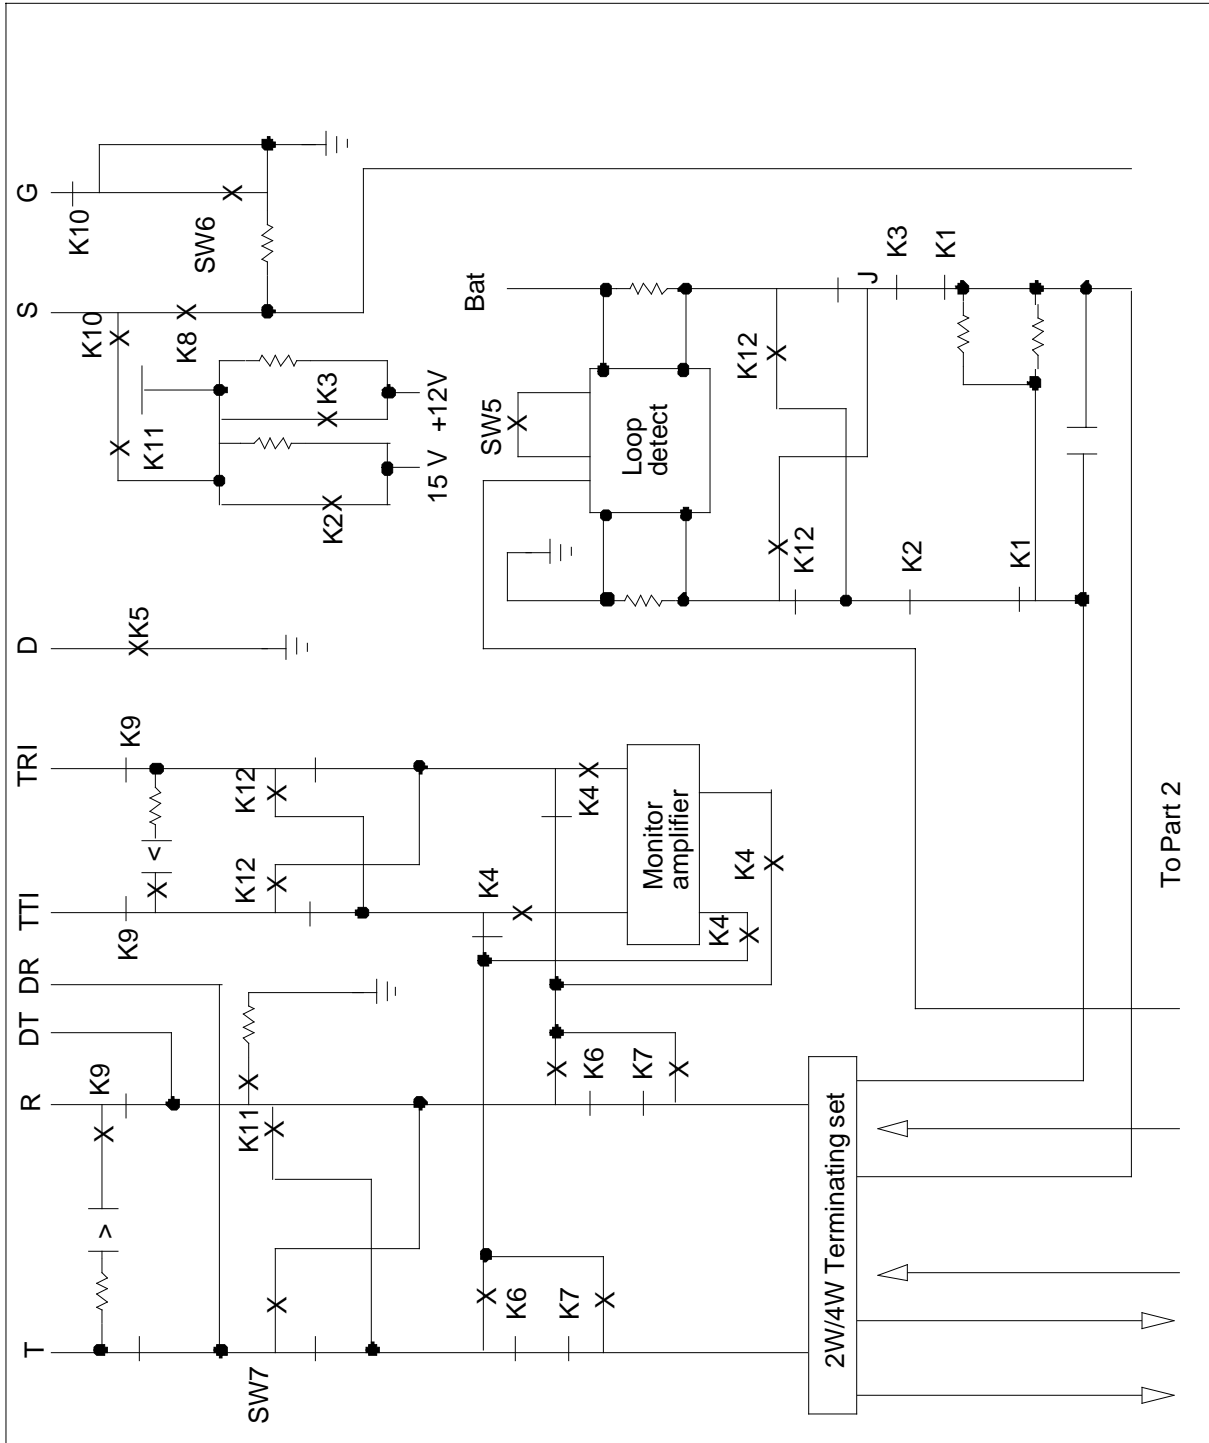 T
R
DT
DR
TTI
TRI
D
S
G
K9
K9
K9
K5
K10
K10
SW6
K8
K11
K3
K2
15 V
+12V
K11
SW7
K12
K12
Bat
SW5
Loop
detect
K12
K12
J
K3
K1
K2
K1
K4
K4
K4
K4
Monitor
amplifier
K6
K7
K6
K7
<
>
2W/4W Terminating set
To Part 2